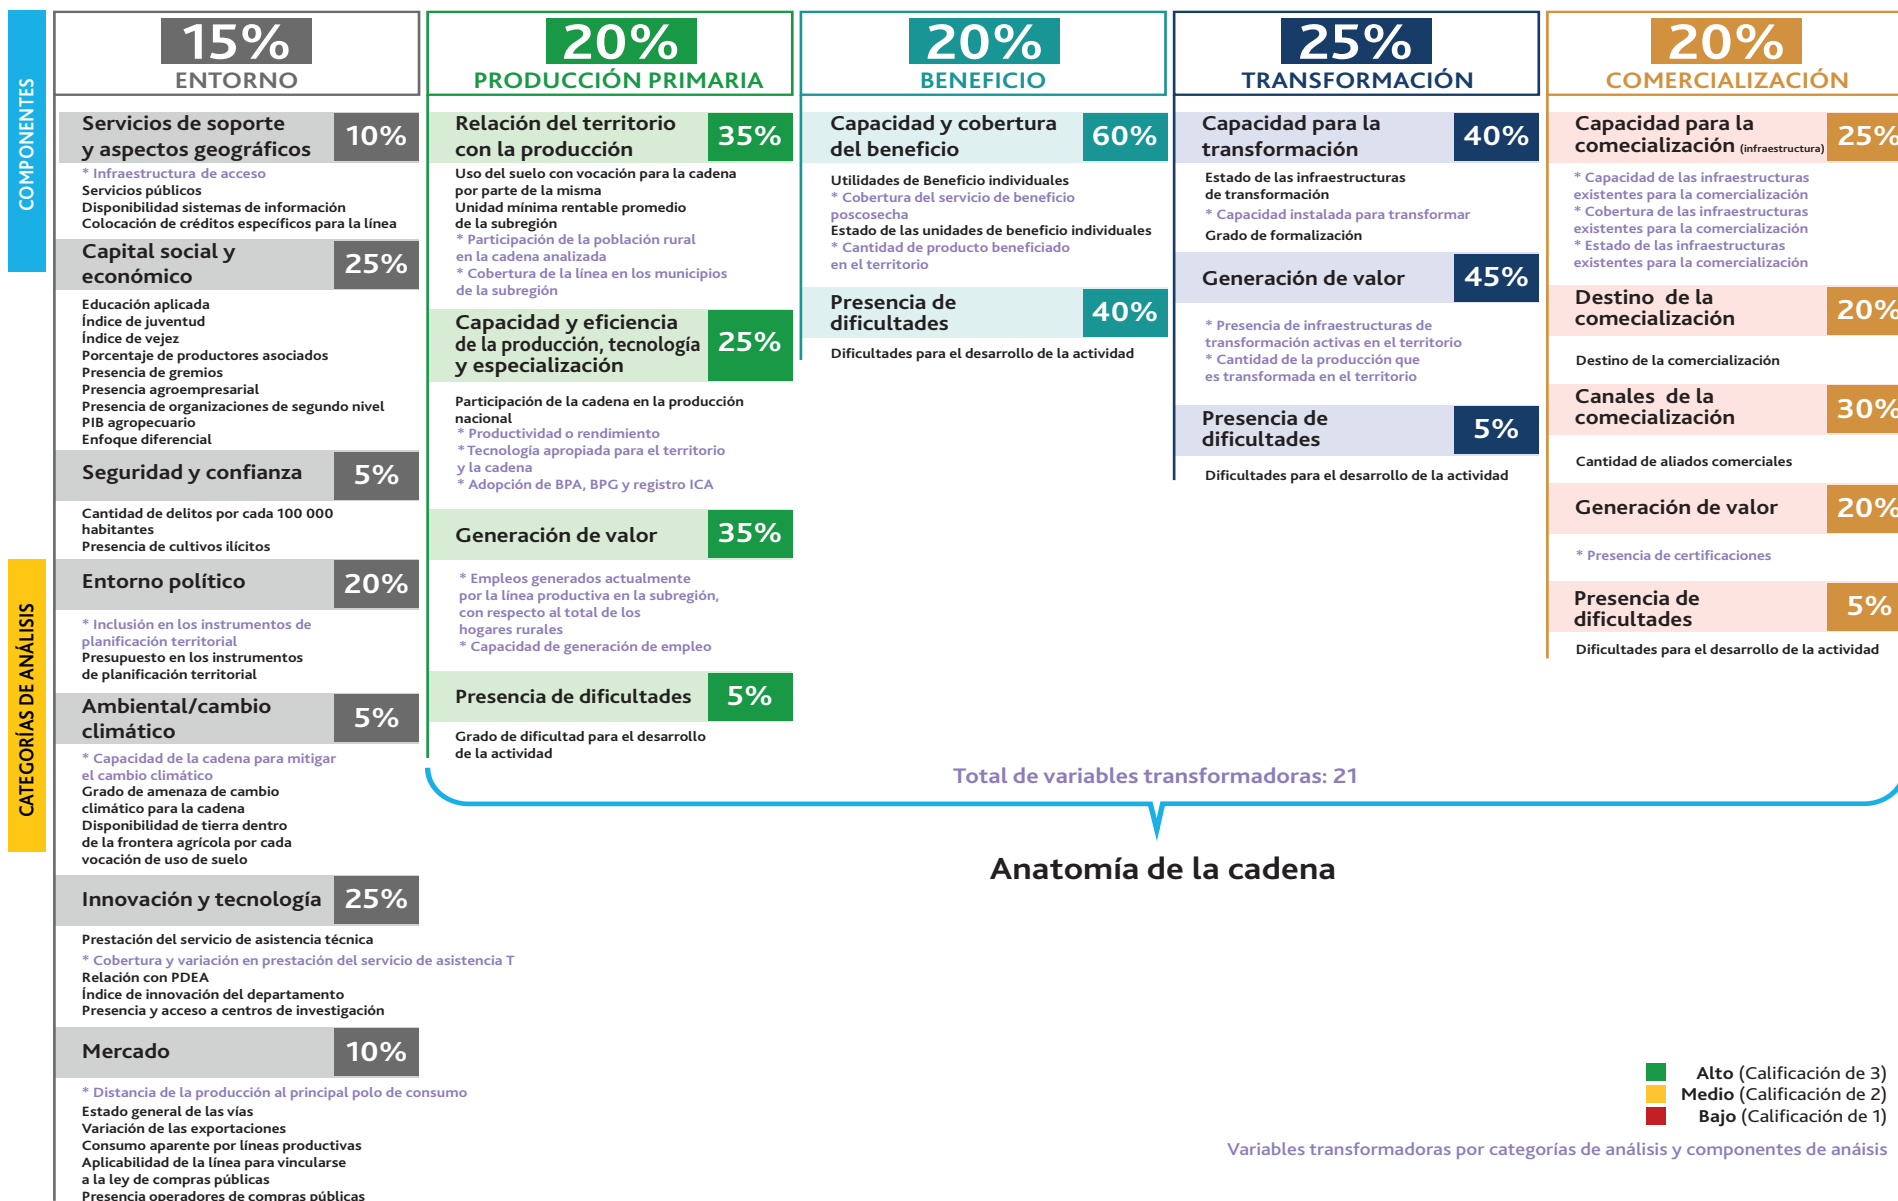 COMPONENTES
CATEGORÍAS DE ANÁLISIS
15%
ENTORNO
Servicios de soporte
y aspectos geográficos
10%
* Infraestructura de acceso
Servicios públicos
Disponibilidad sistemas de información
Colocación de créditos específicos para la línea
Capital social y
económico
25%
Educación aplicada
Índice de juventud
Índice de vejez
Porcentaje de productores asociados
Presencia de gremios
Presencia agroempresarial
Presencia de organizaciones de segundo nivel
PIB agropecuario
Enfoque diferencial
Seguridad y confianza
5%
Cantidad de delitos por cada 100 000
habitantes
Presencia de cultivos ilícitos
Entorno político
20%
* Inclusión en los instrumentos de
planificación territorial
Presupuesto en los instrumentos
de planificación territorial
Ambiental/cambio
climático
5%
* Capacidad de la cadena para mitigar
el cambio climático
Grado de amenaza de cambio
climático para la cadena
Disponibilidad de tierra dentro
de la frontera agrícola por cada
vocación de uso de suelo
Innovación y tecnología
25%
Prestación del servicio de asistencia técnica
* Cobertura y variación en prestación del servicio de asistencia T
Relación con PDEA
Índice de innovación del departamento
Presencia y acceso a centros de investigación
Mercado
10%
* Distancia de la producción al principal polo de consumo
Estado general de las vías
Variación de las exportaciones
Consumo aparente por líneas productivas
Aplicabilidad de la línea para vincularse
a la ley de compras públicas
Presencia operadores de compras públicas
20%
PRODUCCIÓN PRIMARIA
Relación del territorio
con la producción
35%
Uso del suelo con vocación para la cadena
por parte de la misma
Unidad mínima rentable promedio
de la subregión
* Participación de la población rural
en la cadena analizada
* Cobertura de la línea en los municipios
de la subregión
Capacidad y eficiencia
de la producción, tecnología
y especialización
25%
Participación de la cadena en la producción
nacional
* Productividad o rendimiento
* Tecnología apropiada para el territorio
y la cadena
* Adopción de BPA, BPG y registro ICA
Generación de valor
35%
* Empleos generados actualmente
por la línea productiva en la subregión,
con respecto al total de los
hogares rurales
* Capacidad de generación de empleo
Presencia de dificultades
5%
Grado de dificultad para el desarrollo
de la actividad
20%
BENEFICIO
Capacidad y cobertura
del beneficio
60%
Utilidades de Beneficio individuales
* Cobertura del servicio de beneficio
poscosecha
Estado de las unidades de beneficio individuales
* Cantidad de producto beneficiado
en el territorio
Presencia de
dificultades
40%
Dificultades para el desarrollo de la actividad
25%
TRANSFORMACIÓN
Capacidad para la
transformación
40%
Estado de las infraestructuras
de transformación
* Capacidad instalada para transformar
Grado de formalización
Generación de valor
45%
* Presencia de infraestructuras de
transformación activas en el territorio
* Cantidad de la producción que
es transformada en el territorio
Presencia de
dificultades
5%
Dificultades para el desarrollo de la actividad
20%
COMERCIALIZACIÓN
Capacidad para la
comecialización (infraestructura)
25%
* Capacidad de las infraestructuras
existentes para la comercialización
* Cobertura de las infraestructuras
existentes para la comercialización
* Estado de las infraestructuras
existentes para la comercialización
Destino de la
comecialización
20%
Destino de la comercialización
Canales de la
comecialización
30%
Cantidad de aliados comerciales
Generación de valor
20%
* Presencia de certificaciones
Presencia de
dificultades
5%
Dificultades para el desarrollo de la actividad
Total de variables transformadoras: 21
Anatomía de la cadena
Alto (Calificación de 3)
Medio (Calificación de 2)
Bajo (Calificación de 1)
Variables transformadoras por categorías de análisis y componentes de anáisis